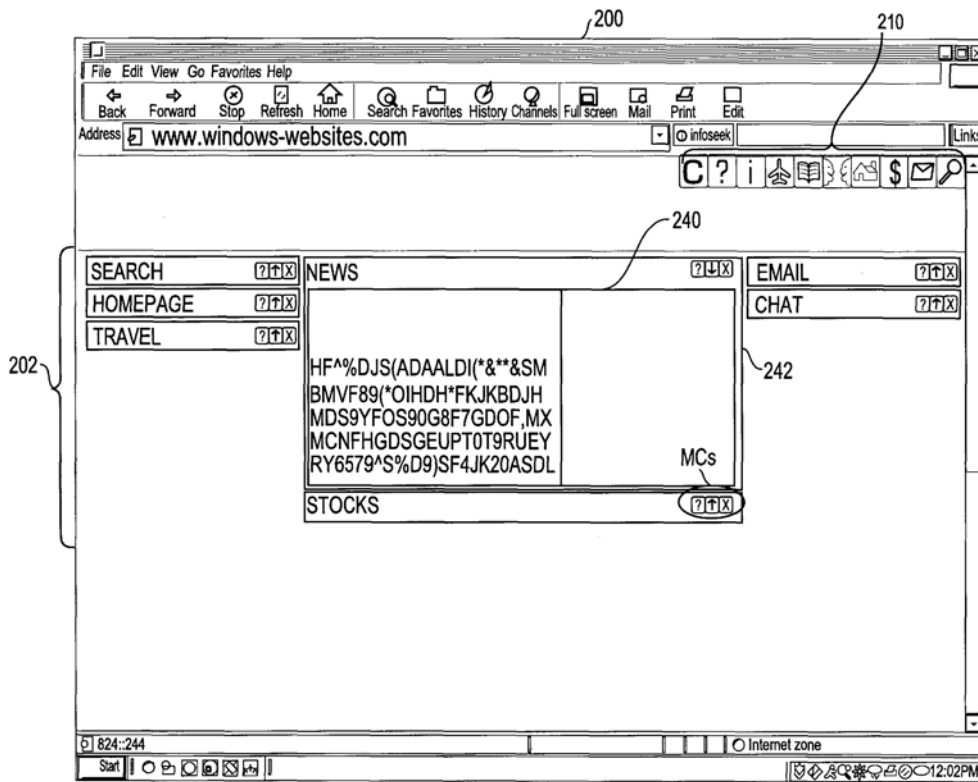 200
210
File Edit View Go Favorites Help
Back Forward Stop Refresh Home Search Favorites History Channels Full screen Mail Print Edit
Address www.windows-websites.com infoseek Links
C ? i $
240
SEARCH ? X NEWS ? X EMAIL ? X
HOMEPAGE ? X CHAT ? X
TRAVEL ? X
202
242
HF^%DJS(ADAALDI(*&**&SM
BMVF89(*OIHDH*FKJKBDJH
MDS9YFOS90G8F7GDOF,MX
MCNFHGDSGEUPT0T9RUEY
RY6579^S%D9)SF4JK20ASDL
MCs
STOCKS ? X
824::244 Internet zone
Start 12:02PM